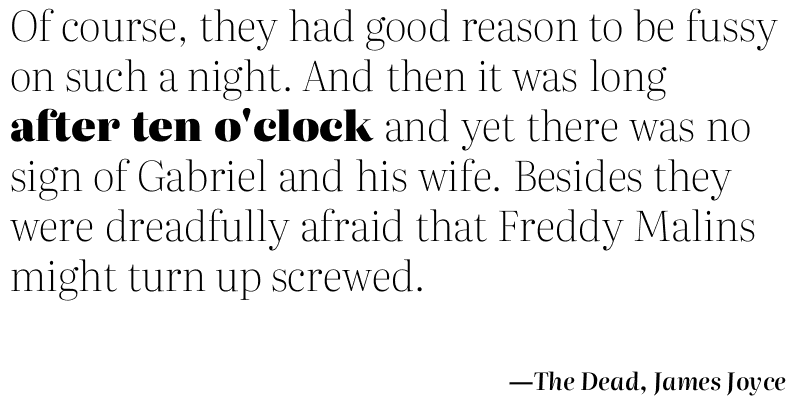 Of course, they had good reason to be fussy
on such a night. And then it was long
after ten o'clock and yet there was no
sign of Gabriel and his wife. Besides they
were dreadfully afraid that Freddy Malins
might turn up screwed.
—The Dead, James Joyce